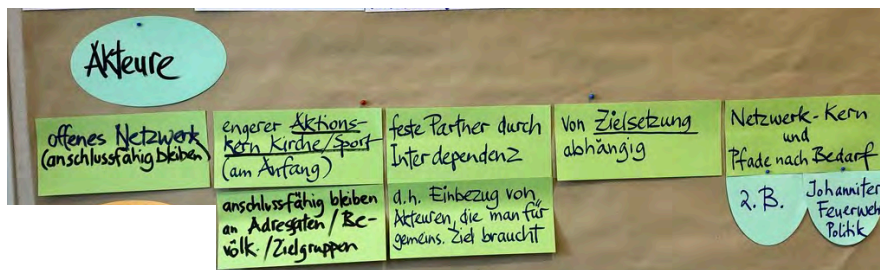 Akteure
offenes Netzwerk
(anschlussfähig bleiben)
engerer Aktions-
kern Kirche/Sport
(am Anfang)
anschlussfähig bleiben
an Adressaten/Be-
völk./Zielgruppen
feste Partner durch
Interdependenz
d.h. Einbezug von
Akteuren, die man für
gemeins. Ziel braucht
von Zielsetzung
abhängig
Netzwerk-Kern
und
Pfade nach Bedarf
z.B.
Johanniter
Feuerwehr
Politik